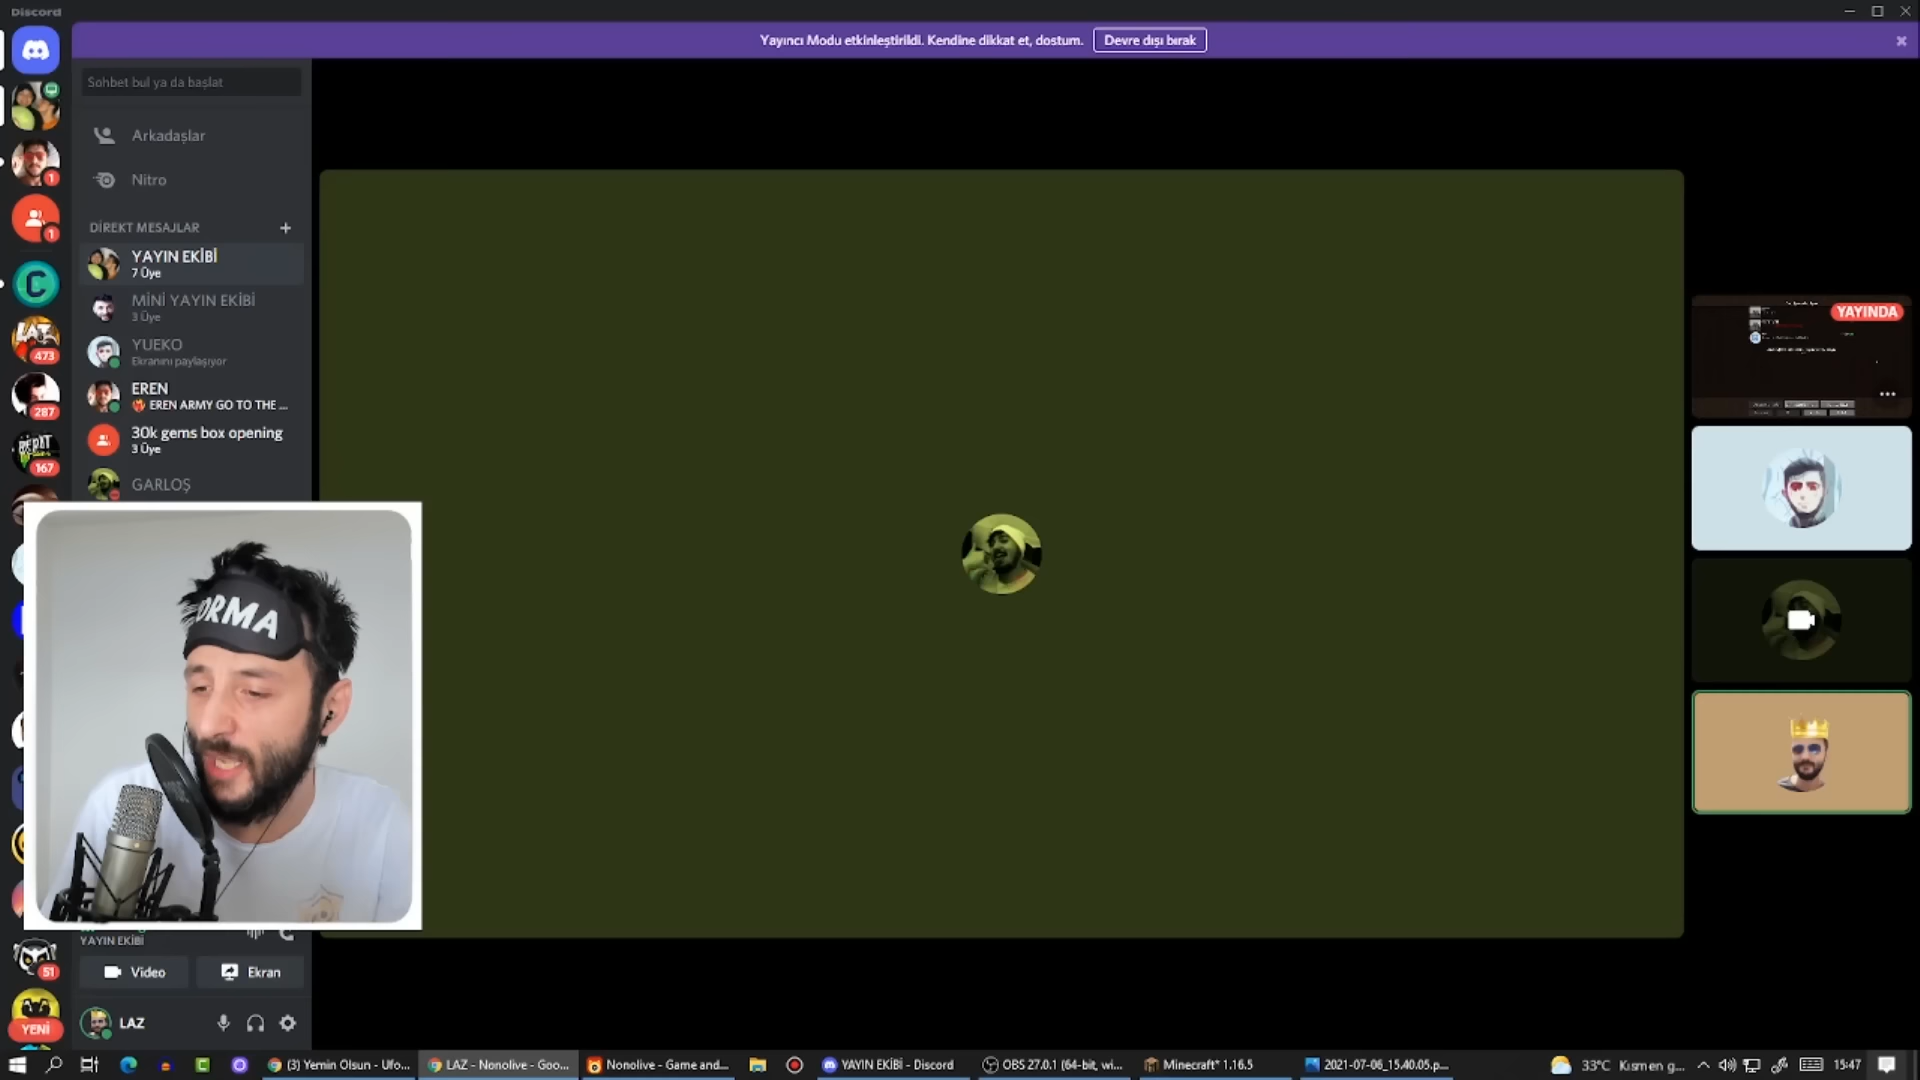 Discord
Yayıncı Modu etkinleştirildi. Kendine dikkat et, dostum.
Devre dışı bırak
Sohbet bul ya da başlat
Arkadaşlar
1
Nitro
1
DİREKT MESAJLAR
YAYIN EKİBİ
7 Üye
MİNİ YAYIN EKİBİ
3 Üye
YAYINDA
473
YUEKO
Ekranını paylaşıyor
287
EREN
EREN ARMY GO TO THE ...
30k gems box opening
3 Üye
167
GARLOŞ
ORMA
YAYIN EKİBİ
51
Video
Ekran
YENİ
LAZ
(3) Yemin Olsun - Ufo...
LAZ - Nonolive - Goo...
Nonolive - Game and...
YAYIN EKİBİ - Discord
OBS 27.0.1 (64-bit, wi...
Minecraft* 1.16.5
2021-07-06_15.40.05.p...
33°C Kısmen g...
15:47